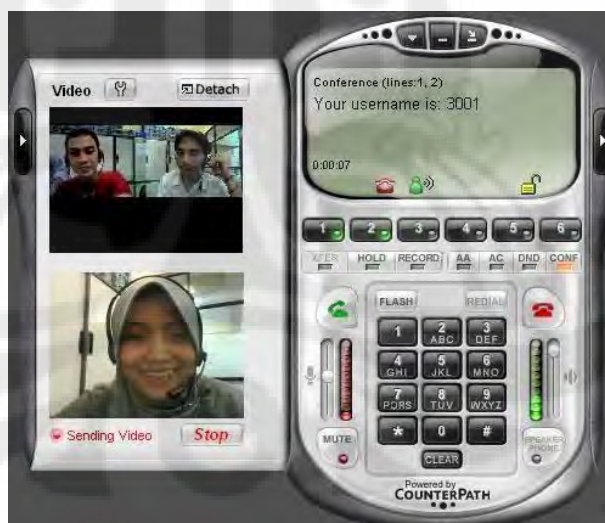 Video
Detach
Sending Video
Stop
Conference (lines:1, 2)
Your username is: 3001
0:00:07
1 2 3 4 5 6
XFER HOLD RECORD AA AC DND CONF
FLASH REDIAL
1 2 ABC 3 DEF
4 GHI 5 JKL 6 MNO
7 PQRS 8 TUV 9 WXYZ
* 0 #
CLEAR
MUTE
SPEAKER
PHONE
Powered by
COUNTERPATH